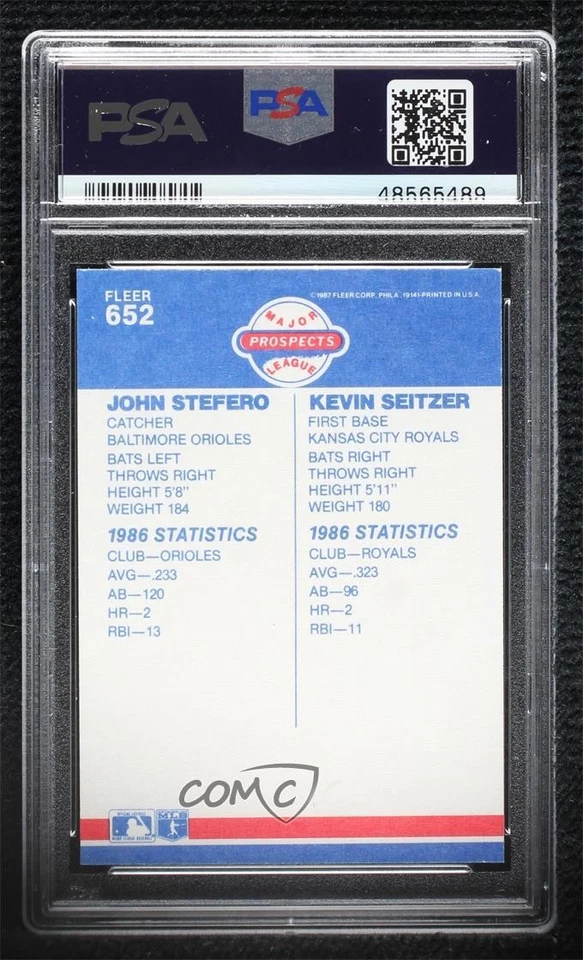 PSA
PSA
48565489
FLEER
652
©1987 FLEER CORP., PHILA. 19141-PRINTED IN U.S.A.
MAJOR
PROSPECTS
LEAGUE
JOHN STEFERO
CATCHER
BALTIMORE ORIOLES
BATS LEFT
THROWS RIGHT
HEIGHT 5'8"
WEIGHT 184
1986 STATISTICS
CLUB—ORIOLES
AVG—.233
AB—120
HR—2
RBI—13
KEVIN SEITZER
FIRST BASE
KANSAS CITY ROYALS
BATS RIGHT
THROWS RIGHT
HEIGHT 5'11"
WEIGHT 180
1986 STATISTICS
CLUB—ROYALS
AVG—.323
AB—96
HR—2
RBI—11
COMC